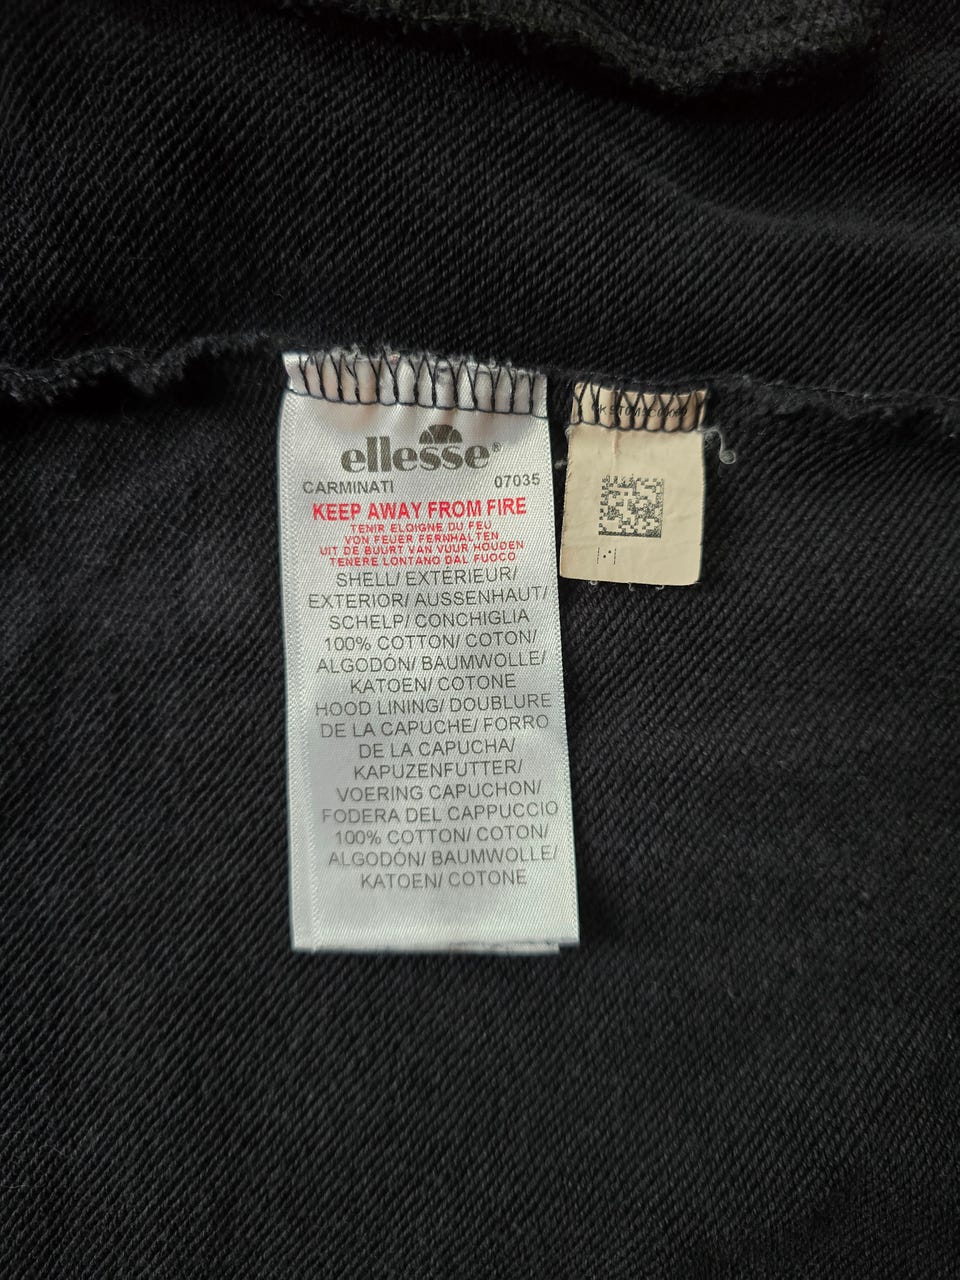 ellesse®
CARMINATI 07035
KEEP AWAY FROM FIRE
TENIR ELOIGNE DU FEU
VON FEUER FERNHALTEN
UIT DE BUURT VAN VUUR HOUDEN
TENERE LONTANO DAL FUOCO
SHELL/ EXTÉRIEUR/
EXTERIOR/ AUSSENHAUT/
SCHELP/ CONCHIGLIA
100% COTTON/ COTON/
ALGODÓN/ BAUMWOLLE/
KATOEN/ COTONE
HOOD LINING/ DOUBLURE
DE LA CAPUCHE/ FORRO
DE LA CAPUCHA/
KAPUZENFUTTER/
VOERING CAPUCHON/
FODERA DEL CAPPUCCIO
100% COTTON/ COTON/
ALGODÓN/ BAUMWOLLE/
KATOEN/ COTONE